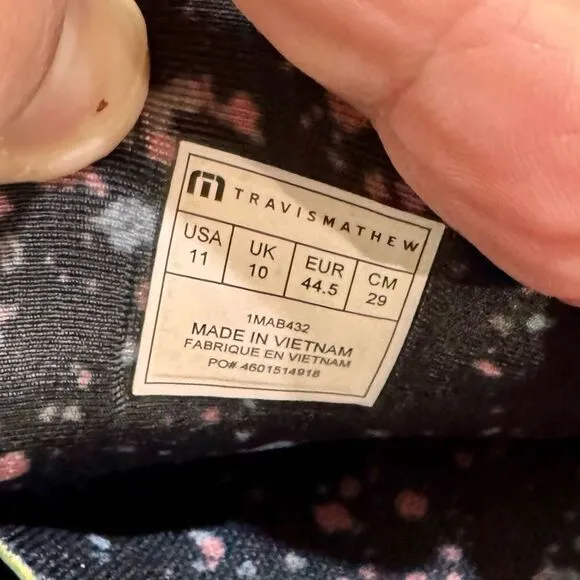 TRAVISMATHEW
USA UK EUR CM
11 10 44.5 29
1MAB432
MADE IN VIETNAM
FABRIQUE EN VIETNAM
PO# 4601514918